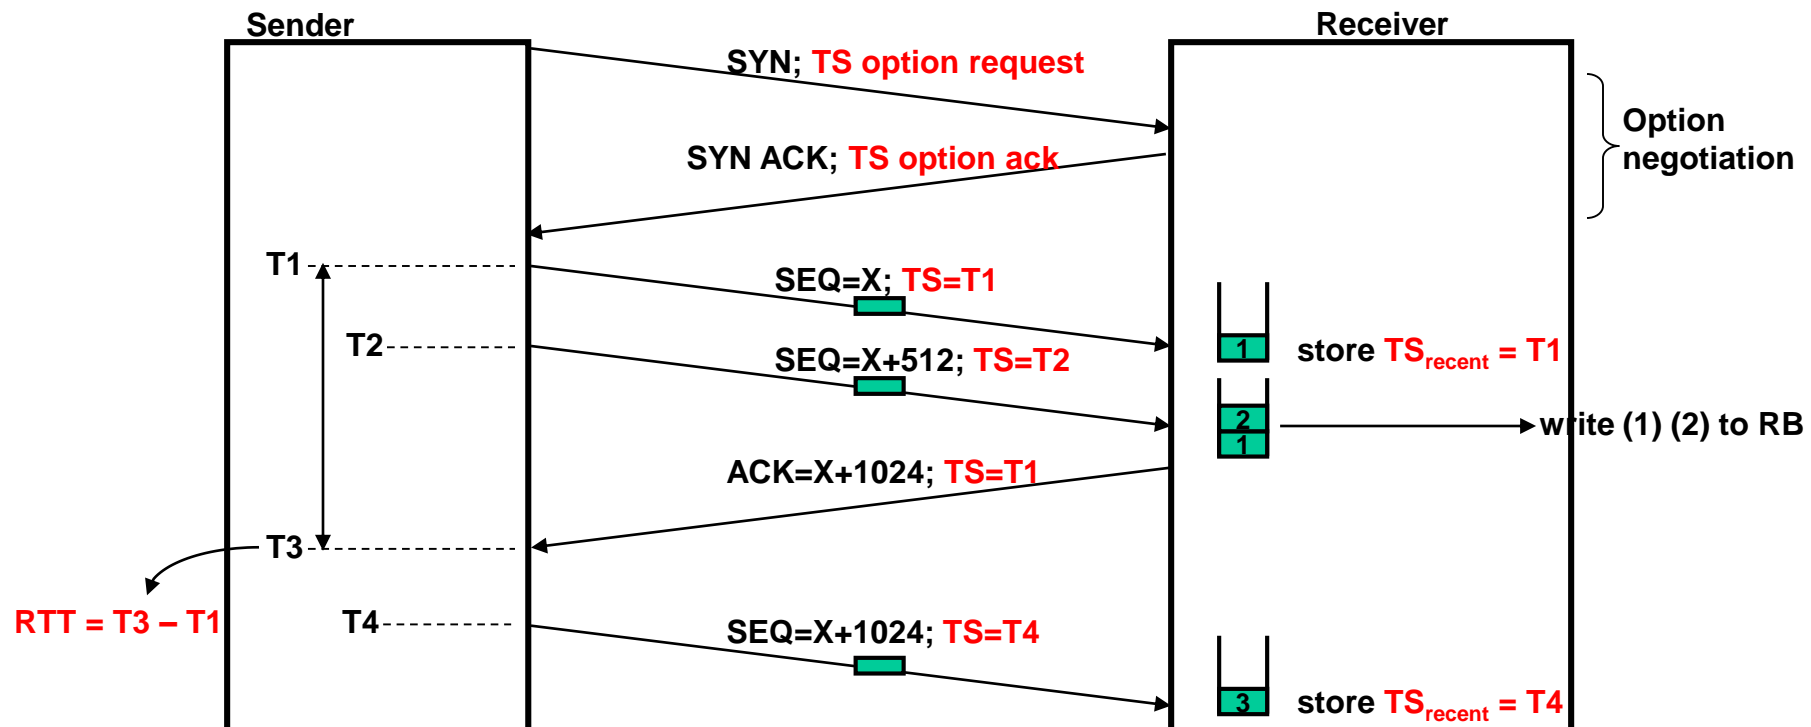 Sender
Receiver
SYN; TS option request
Option
negotiation
SYN ACK; TS option ack
T1
SEQ=X; TS=T1
T2
SEQ=X+512; TS=T2
1
store TSrecent = T1
2
1
write (1) (2) to RB
ACK=X+1024; TS=T1
T3
RTT = T3 – T1
T4
SEQ=X+1024; TS=T4
3
store TSrecent = T4